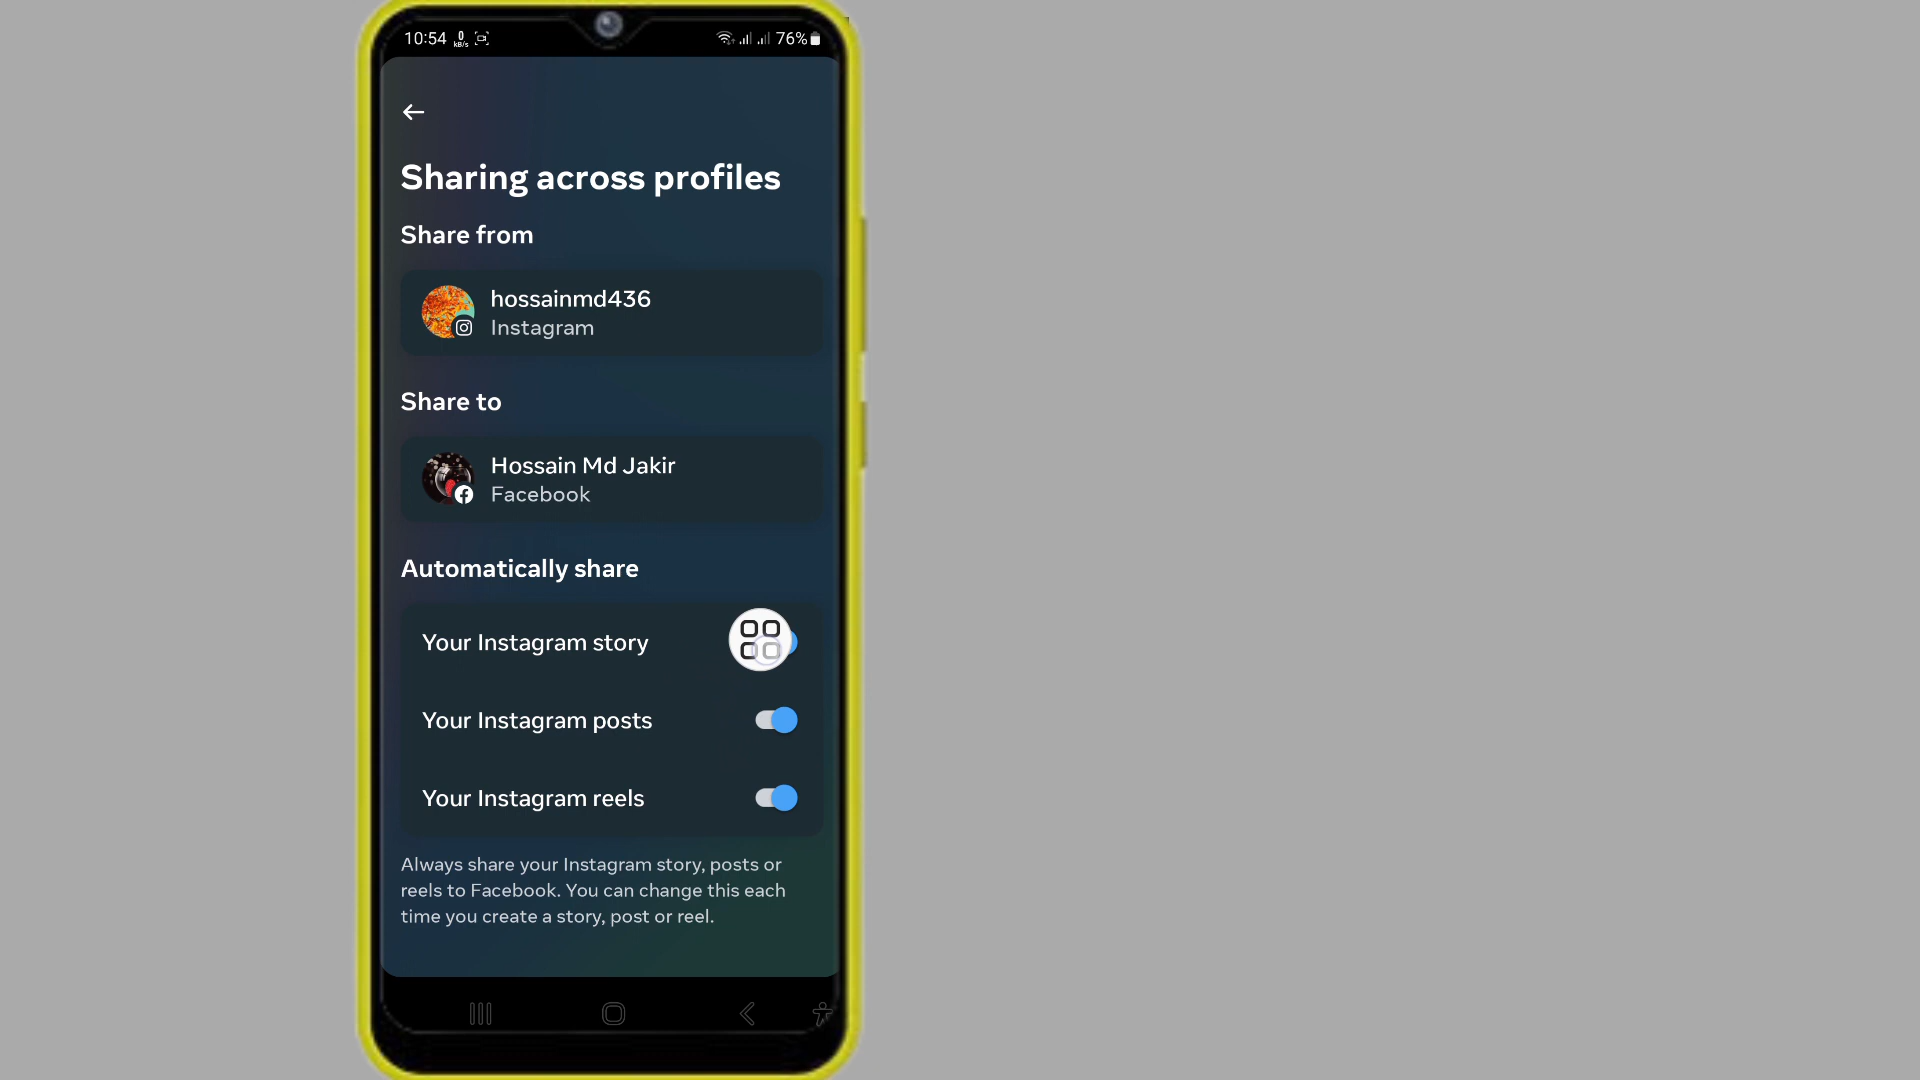 10:54
0
kB/s
76%
Sharing across profiles
Share from
hossainmd436
Instagram
Share to
Hossain Md Jakir
Facebook
Automatically share
Your Instagram story
Your Instagram posts
Your Instagram reels
Always share your Instagram story, posts or
reels to Facebook. You can change this each
time you create a story, post or reel.